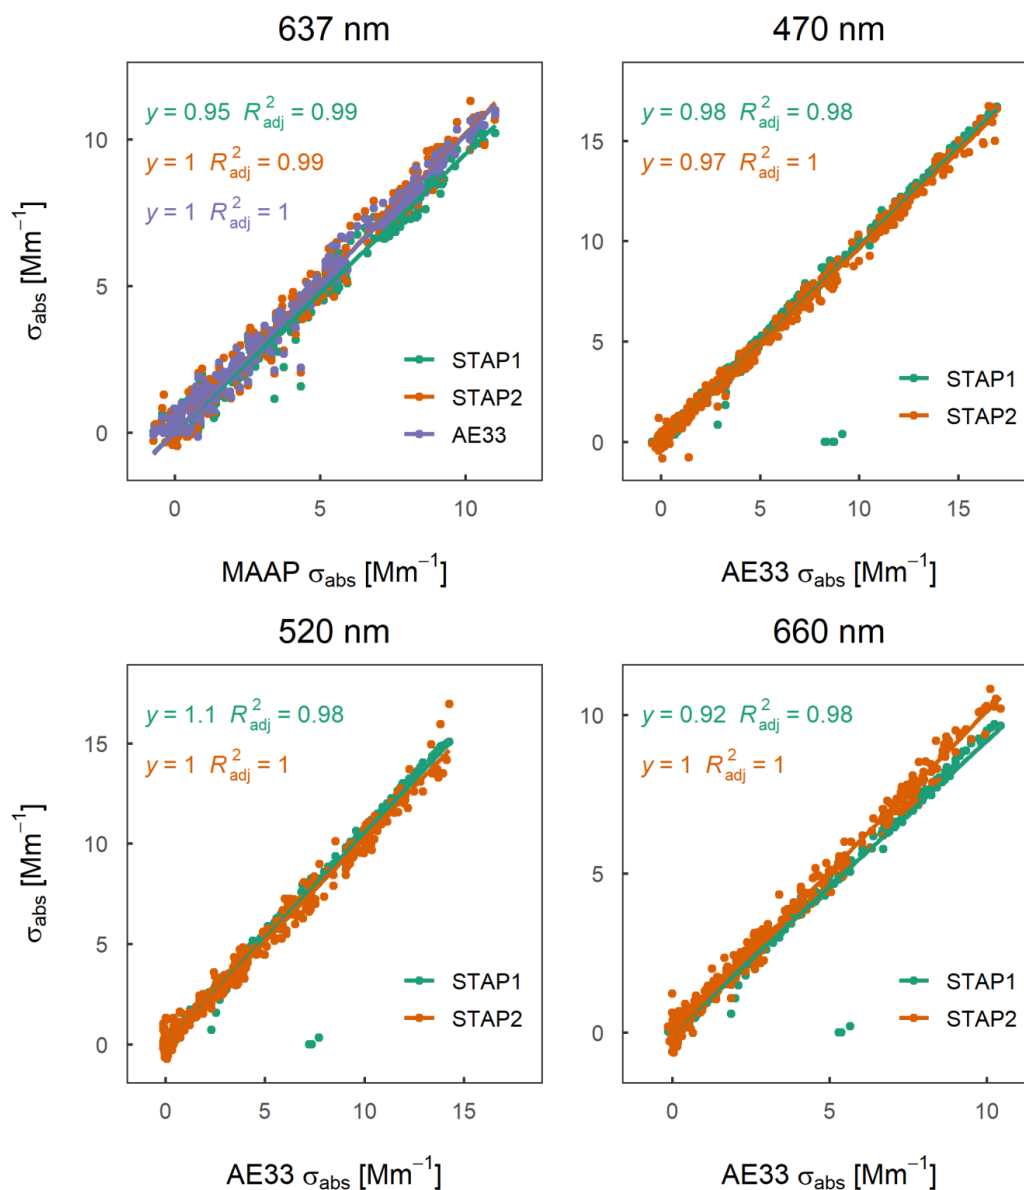 637 nm
y = 0.95 R²adj = 0.99
y = 1 R²adj = 0.99
y = 1 R²adj = 1
10
5
0
σabs [Mm⁻¹]
STAP1
STAP2
AE33
0 5 10
MAAP σabs [Mm⁻¹]
470 nm
y = 0.98 R²adj = 0.98
y = 0.97 R²adj = 1
15
10
5
0
STAP1
STAP2
0 5 10 15
AE33 σabs [Mm⁻¹]
520 nm
y = 1.1 R²adj = 0.98
y = 1 R²adj = 1
15
10
5
0
σabs [Mm⁻¹]
STAP1
STAP2
0 5 10 15
AE33 σabs [Mm⁻¹]
660 nm
y = 0.92 R²adj = 0.98
y = 1 R²adj = 1
10
5
0
STAP1
STAP2
0 5 10
AE33 σabs [Mm⁻¹]